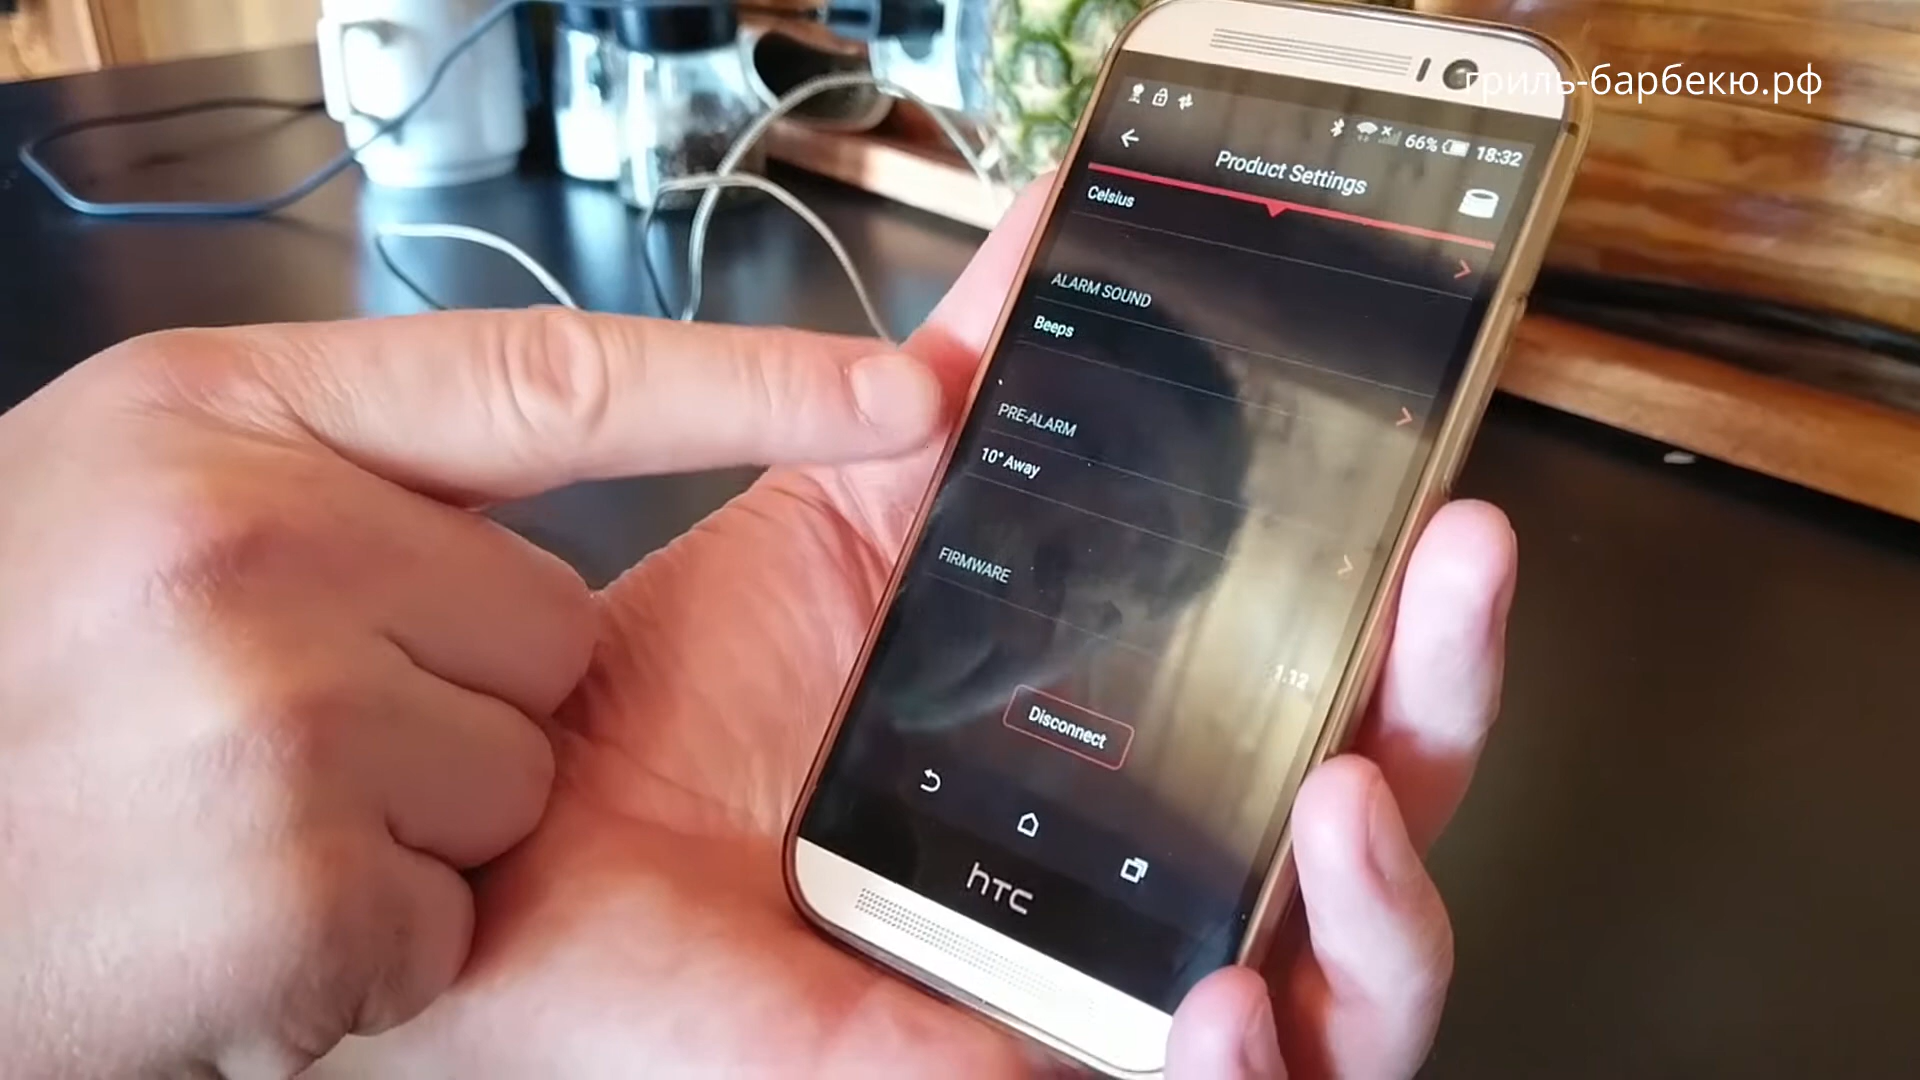 гриль-барбекю.рф
66% 18:32
Product Settings
Celsius
ALARM SOUND
Beeps
PRE-ALARM
10° Away
FIRMWARE
1.12
Disconnect
hTC